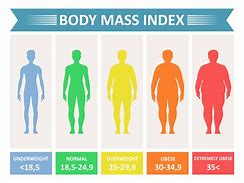 BODY MASS INDEX
UNDERWEIGHT
<18,5
NORMAL
18,5-24,9
OVERWEIGHT
25-29,9
OBESE
30-34,9
EXTREMELY OBESE
35<